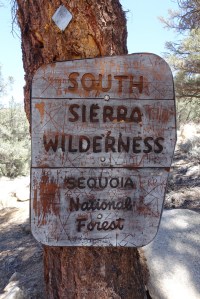 SOUTH
SIERRA
WILDERNESS
SEQUOIA
National
Forest